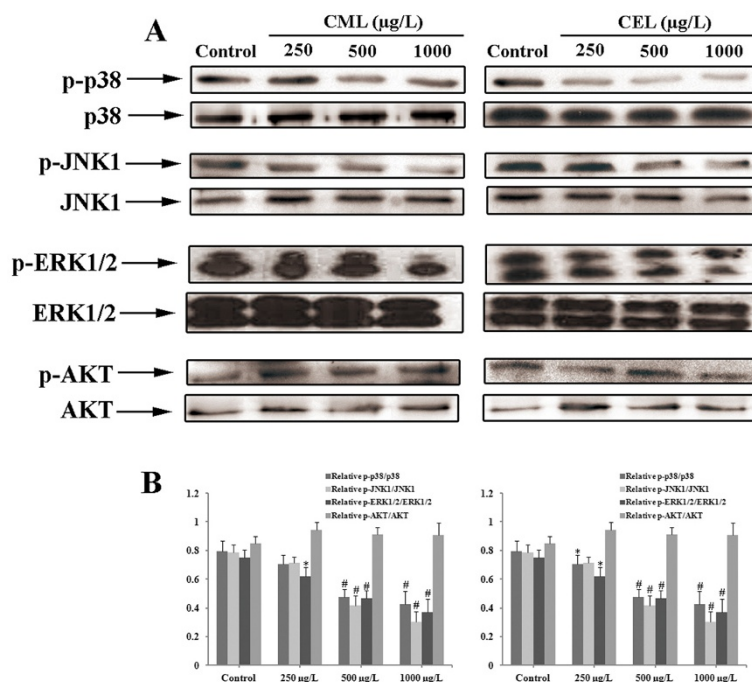 A
CML (µg/L)
CEL (µg/L)
Control 250 500 1000
Control 250 500 1000
p-p38
p38
p-JNK1
JNK1
p-ERK1/2
ERK1/2
p-AKT
AKT
B
Relative p-p38/p38
Relative p-JNK1/JNK1
Relative p-ERK1/2/ERK1/2
Relative p-AKT/AKT
1.2
1
0.8
0.6
0.4
0.2
0
* # # # # # #
Control 250 µg/L 500 µg/L 1000 µg/L
Relative p-p38/p38
Relative p-JNK1/JNK1
Relative p-ERK1/2/ERK1/2
Relative p-AKT/AKT
1.2
1
0.8
0.6
0.4
0.2
0
* * # # # # # #
Control 250 µg/L 500 µg/L 1000 µg/L